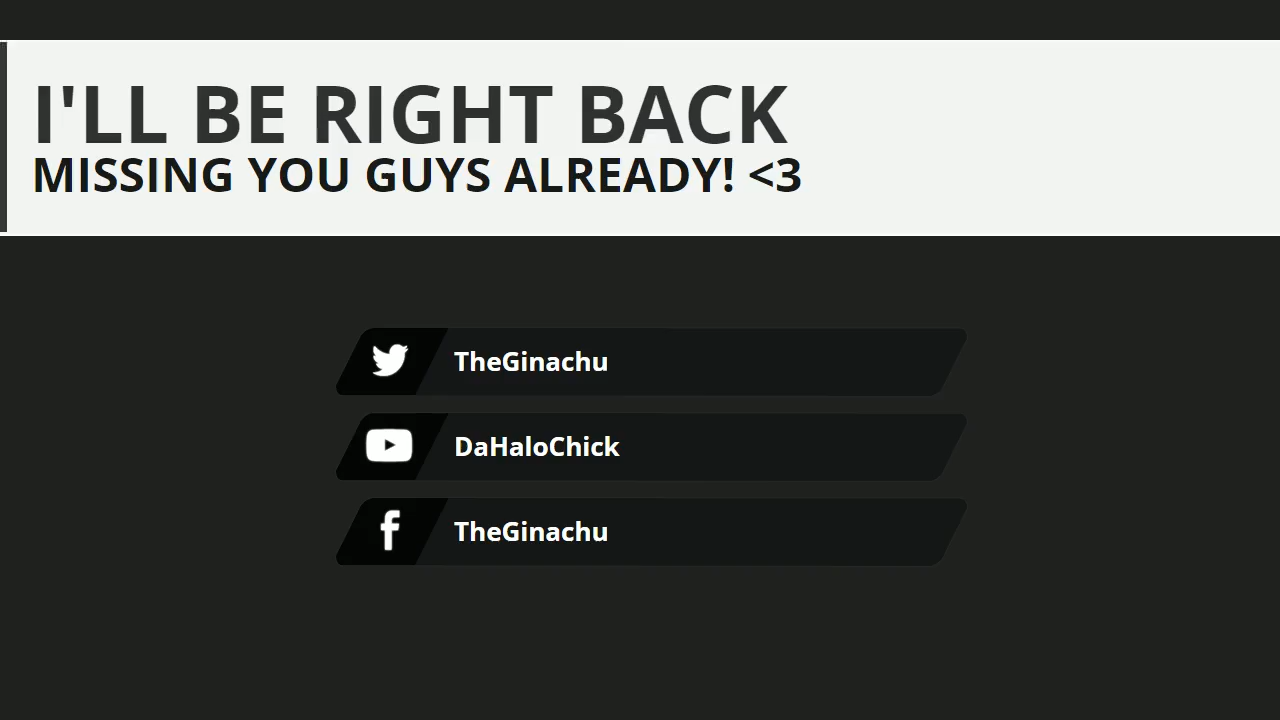 I'LL BE RIGHT BACK
MISSING YOU GUYS ALREADY! <3
TheGinachu
DaHaloChick
TheGinachu